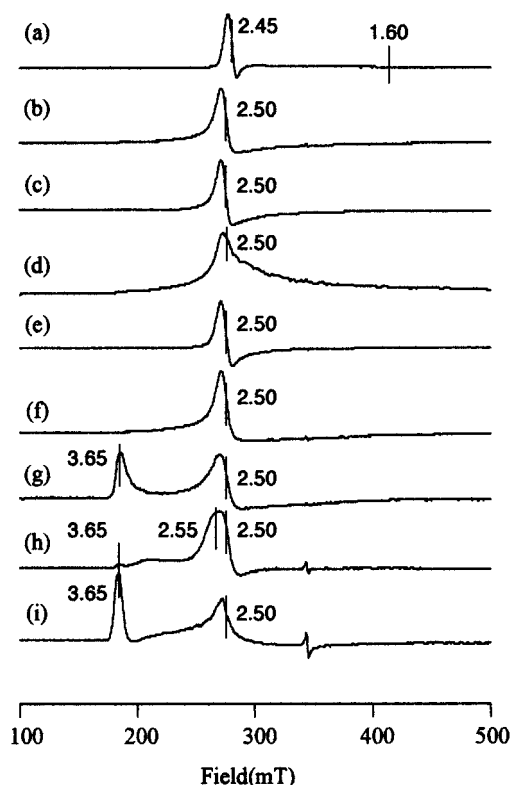 (a) 2.45 1.60
(b) 2.50
(c) 2.50
(d) 2.50
(e) 2.50
(f) 2.50
(g) 3.65 2.50
(h) 3.65 2.55 2.50
(i) 3.65 2.50
100 200 300 400 500
Field(mT)